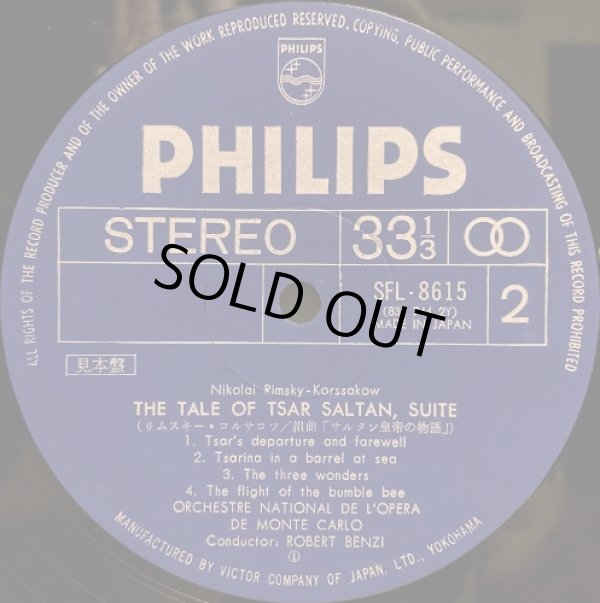 ALL RIGHTS OF THE RECORD PRODUCER AND OF THE OWNER OF THE WORK REPRODUCED RESERVED, COPYING, PUBLIC PERFORMANCE AND BROADCASTING OF THIS RECORD PROHIBITED
PHILIPS
PHILIPS
STEREO 33 1/3
SFL-8615 2
MADE IN JAPAN
SOLD OUT
見本盤
Nikolai Rimsky-Korssakow
THE TALE OF TSAR SALTAN, SUITE
(リムスキー・コルサコフ/組曲「サルタン皇帝の物語」)
1. Tsar's departure and farewell
2. Tsarina in a barrel at sea
3. The three wonders
4. The flight of the bumble bee
ORCHESTRE NATIONAL DE L'OPERA
DE MONTE CARLO
Conductor: ROBERT BENZI
MANUFACTURED BY VICTOR COMPANY OF JAPAN, LTD., YOKOHAMA